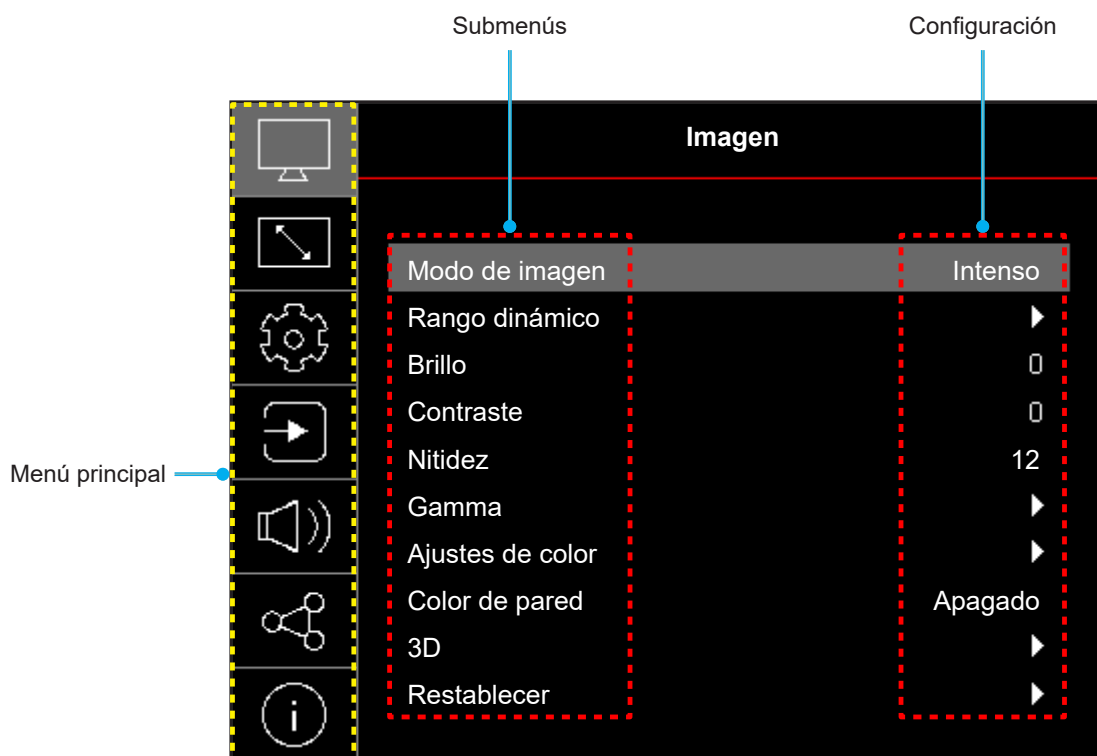 Submenús Configuración
Imagen
Modo de imagen Intenso
Rango dinámico
Brillo 0
Contraste 0
Nitidez 12
Menú principal
Gamma
Ajustes de color
Color de pared Apagado
3D
Restablecer
i